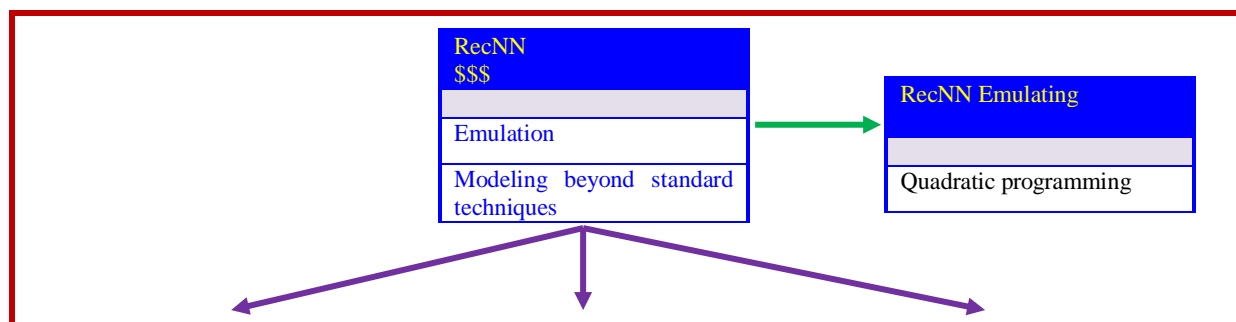 RecNN
$$$
Emulation
Modeling beyond standard
techniques
RecNN Emulating
Quadratic programming